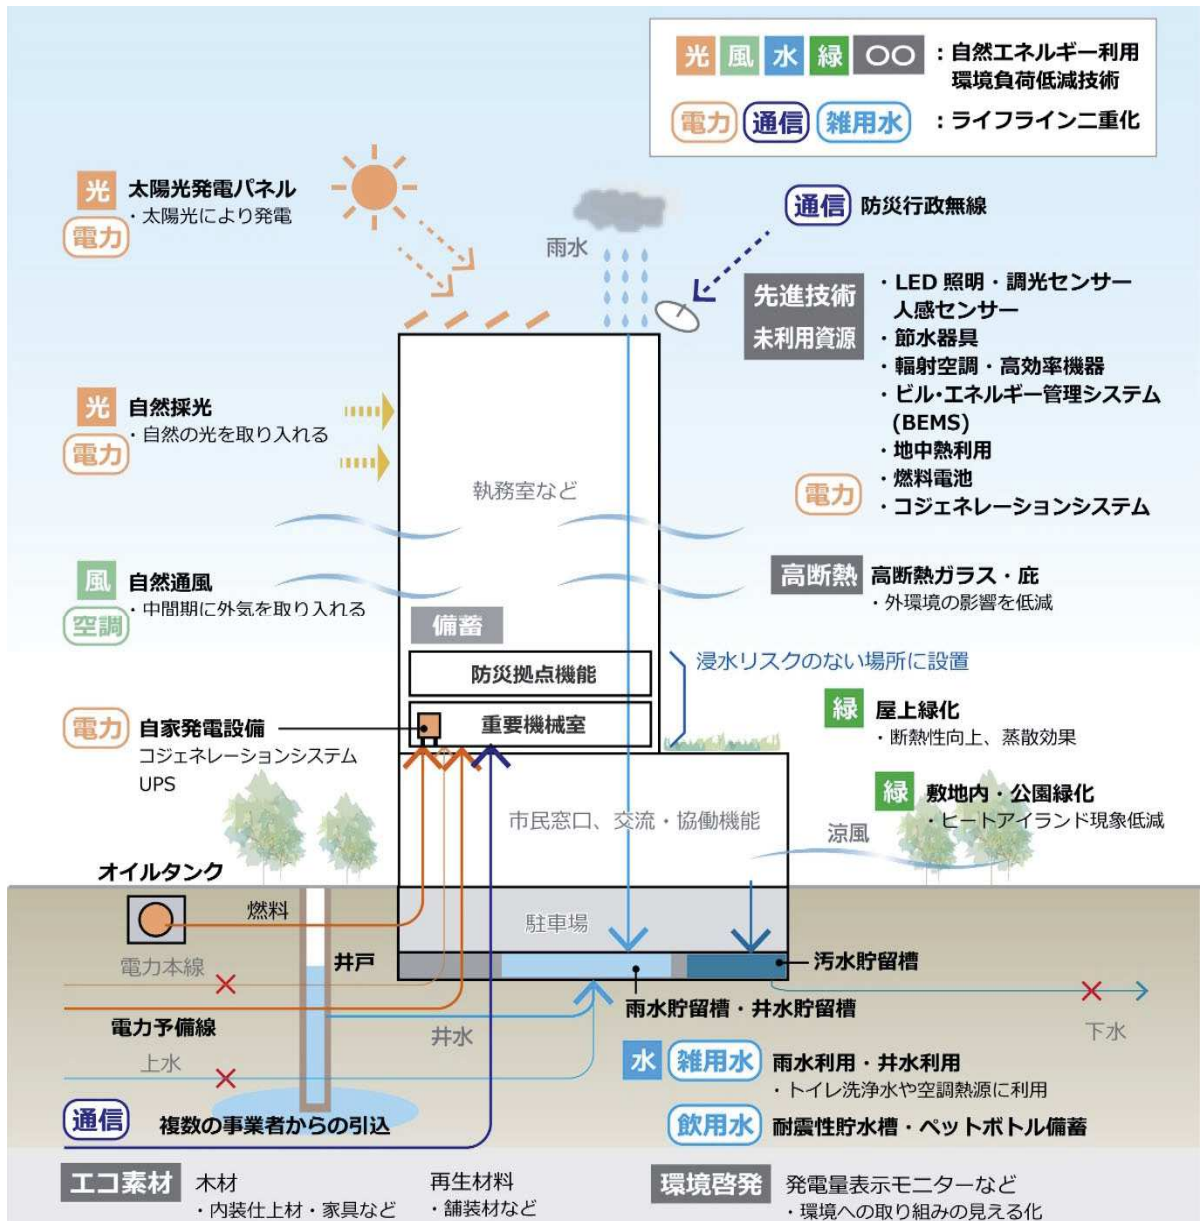 光 風 水 緑 〇〇 ：自然エネルギー利用
環境負荷低減技術
電力 通信 雑用水 ：ライフライン二重化
光 太陽光発電パネル
・太陽光により発電
電力
雨水
通信 防災行政無線
先進技術
未利用資源
・LED 照明・調光センサー
人感センサー
・節水器具
・輻射空調・高効率機器
・ビル・エネルギー管理システム
(BEMS)
・地中熱利用
・燃料電池
電力
・コジェネレーションシステム
光 自然採光
・自然の光を取り入れる
電力
執務室など
風 自然通風
・中間期に外気を取り入れる
空調
高断熱 高断熱ガラス・庇
・外環境の影響を低減
備蓄
防災拠点機能
重要機械室
浸水リスクのない場所に設置
電力 自家発電設備
コジェネレーションシステム
UPS
緑 屋上緑化
・断熱性向上、蒸散効果
緑 敷地内・公園緑化
・ヒートアイランド現象低減
市民窓口、交流・協働機能
涼風
オイルタンク
燃料
駐車場
電力本線
井戸
汚水貯留槽
雨水貯留槽・井水貯留槽
電力予備線
井水
下水
上水
水 雑用水 雨水利用・井水利用
・トイレ洗浄水や空調熱源に利用
通信 複数の事業者からの引込
飲用水 耐震性貯水槽・ペットボトル備蓄
エコ素材 木材
・内装仕上材・家具など
再生材料
・舗装材など
環境啓発 発電量表示モニターなど
・環境への取り組みの見える化